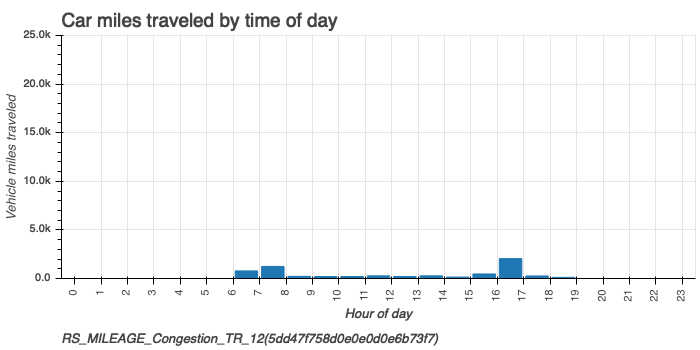 Car miles traveled by time of day
25.0k
20.0k
15.0k
10.0k
5.0k
0.0
Vehicle miles traveled
0 1 2 3 4 5 6 7 8 9 10 11 12 13 14 15 16 17 18 19 20 21 22 23
Hour of day
RS_MILEAGE_Congestion_TR_12(5dd47f758d0e0e0d0e6b73f7)